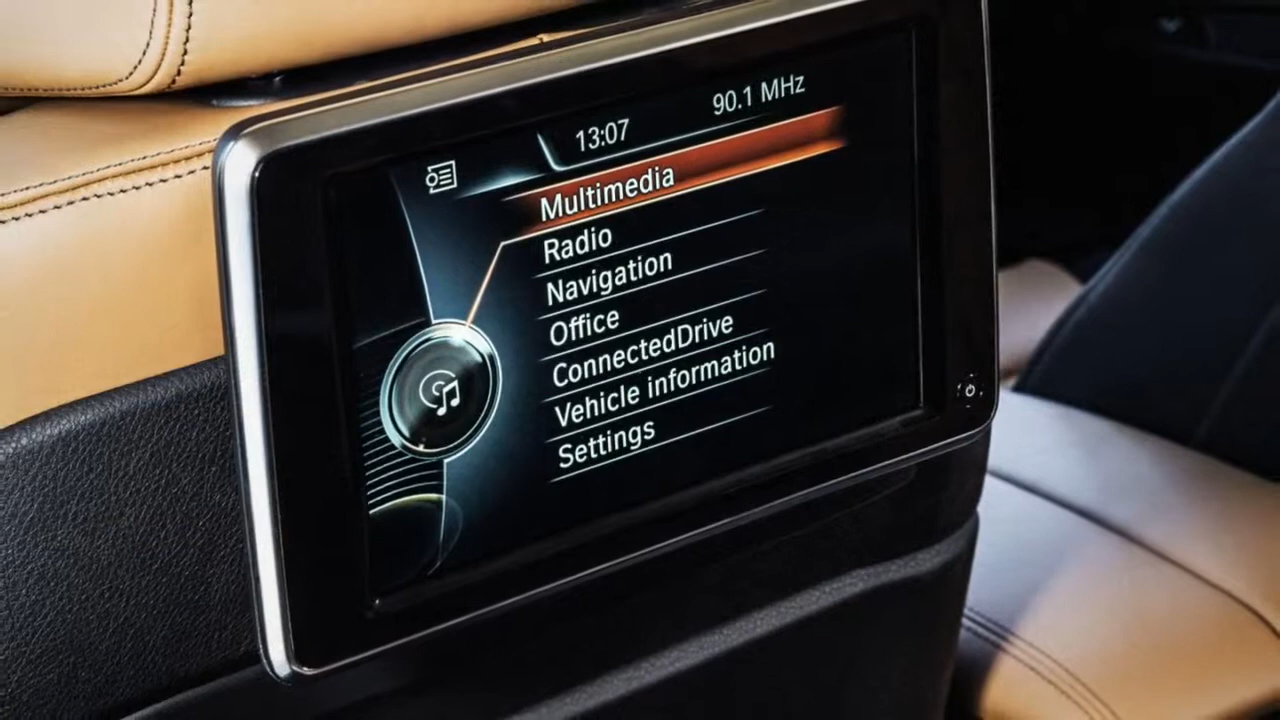 13:07 90.1 MHz
Multimedia
Radio
Navigation
Office
ConnectedDrive
Vehicle information
Settings